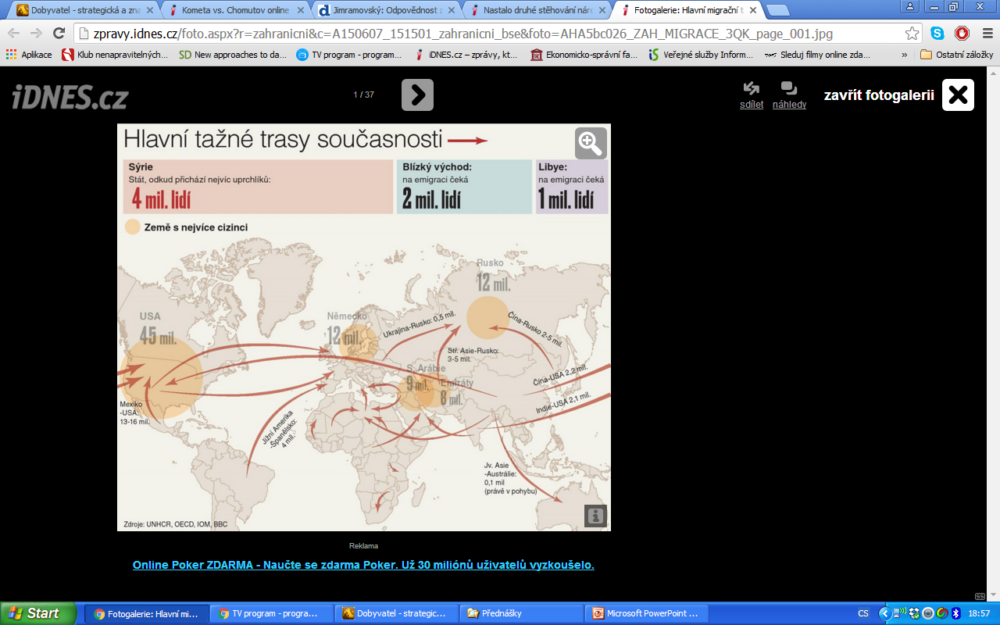 Dobyvatel - strategická a zna
Kometa vs. Chomutov online
Jimramovský: Odpovědnost z
Nastalo druhé stěhování náro
Fotogalerie: Hlavní migrační t
zpravy.idnes.cz/foto.aspx?r=zahranicni&c=A150607_151501_zahranicni_bse&foto=AHA5bc026_ZAH_MIGRACE_3QK_page_001.jpg
Aplikace
Klub nenapravitelných...
SD New approaches to da...
TV program - program...
iDNES.cz – zprávy, kt...
Ekonomicko-správní fa...
Veřejné služby Inform...
Sleduj filmy online zda...
»
Ostatní záložky
iDNES.cz
1 / 37
sdílet
náhledy
zavřít fotogalerii
Hlavní tažné trasy současnosti
Sýrie
Stát, odkud přichází nejvíc uprchlíků:
4 mil. lidí
Blízký východ:
na emigraci čeká
2 mil. lidí
Libye:
na emigraci čeká
1 mil. lidí
Země s nejvíce cizinci
Rusko
12 mil.
USA
45 mil.
Německo
12 mil.
Ukrajina-Rusko: 0,5 mil.
Čína-Rusko 2-5 mil.
Stř. Asie-Rusko:
3-5 mil.
S. Arábie
9 mil.
Emiráty
8 mil.
Čína-USA 2,2 mil.
Indie-USA 2,1 mil.
Mexiko
-USA:
13-16 mil.
Jižní Amerika
-Španělsko:
4 mil.
Jv. Asie
-Austrálie:
0,1 mil
(právě v pohybu)
Zdroje: UNHCR, OECD, IOM, BBC
Reklama
Online Poker ZDARMA - Naučte se zdarma Poker. Už 30 miliónů uživatelů vyzkoušelo.
Start
Fotogalerie: Hlavní mi...
TV program - progra...
Dobyvatel - strategic...
Přednášky
Microsoft PowerPoint ...
CS
18:57